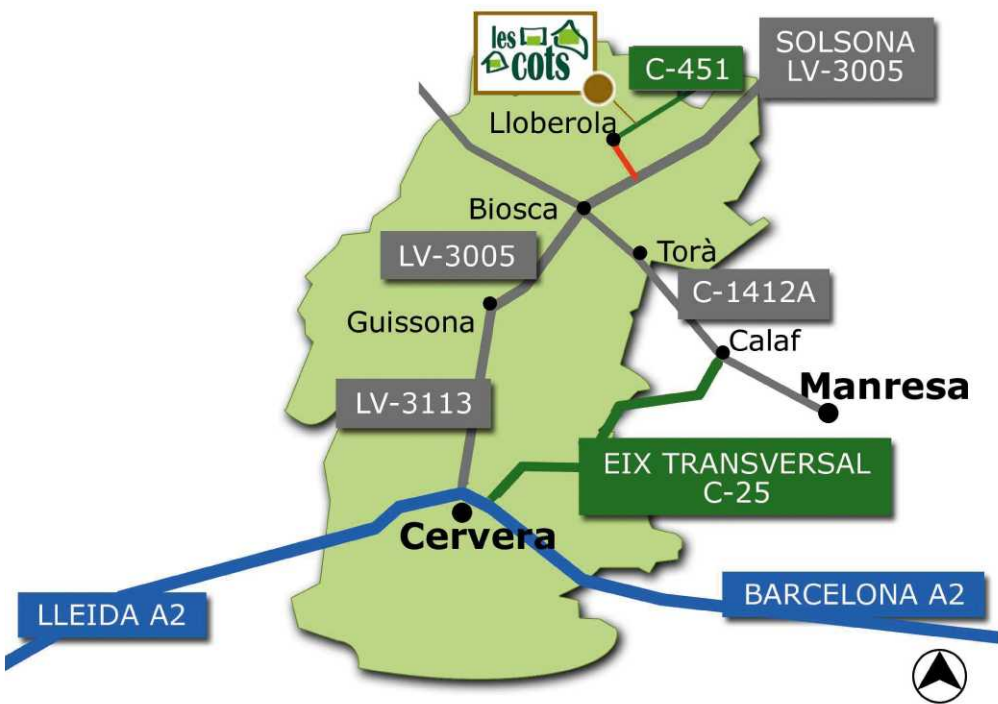 les
cots
C-451
SOLSONA
LV-3005
Lloberola
Biosca
LV-3005
Torà
C-1412A
Guissona
Calaf
LV-3113
Manresa
EIX TRANSVERSAL
C-25
Cervera
LLEIDA A2
BARCELONA A2